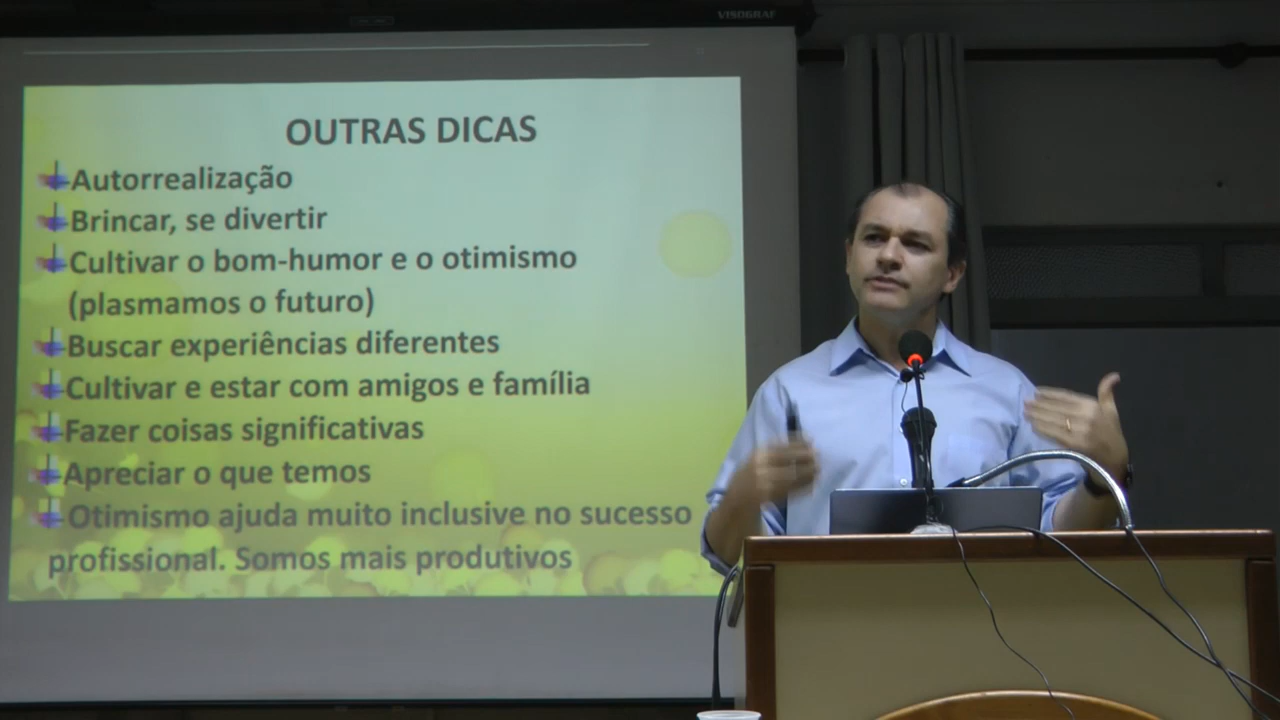 VISOGRAF
OUTRAS DICAS
Autorrealização
Brincar, se divertir
Cultivar o bom-humor e o otimismo
(plasmamos o futuro)
Buscar experiências diferentes
Cultivar e estar com amigos e família
Fazer coisas significativas
Apreciar o que temos
Otimismo ajuda muito inclusive no sucesso
profissional. Somos mais produtivos